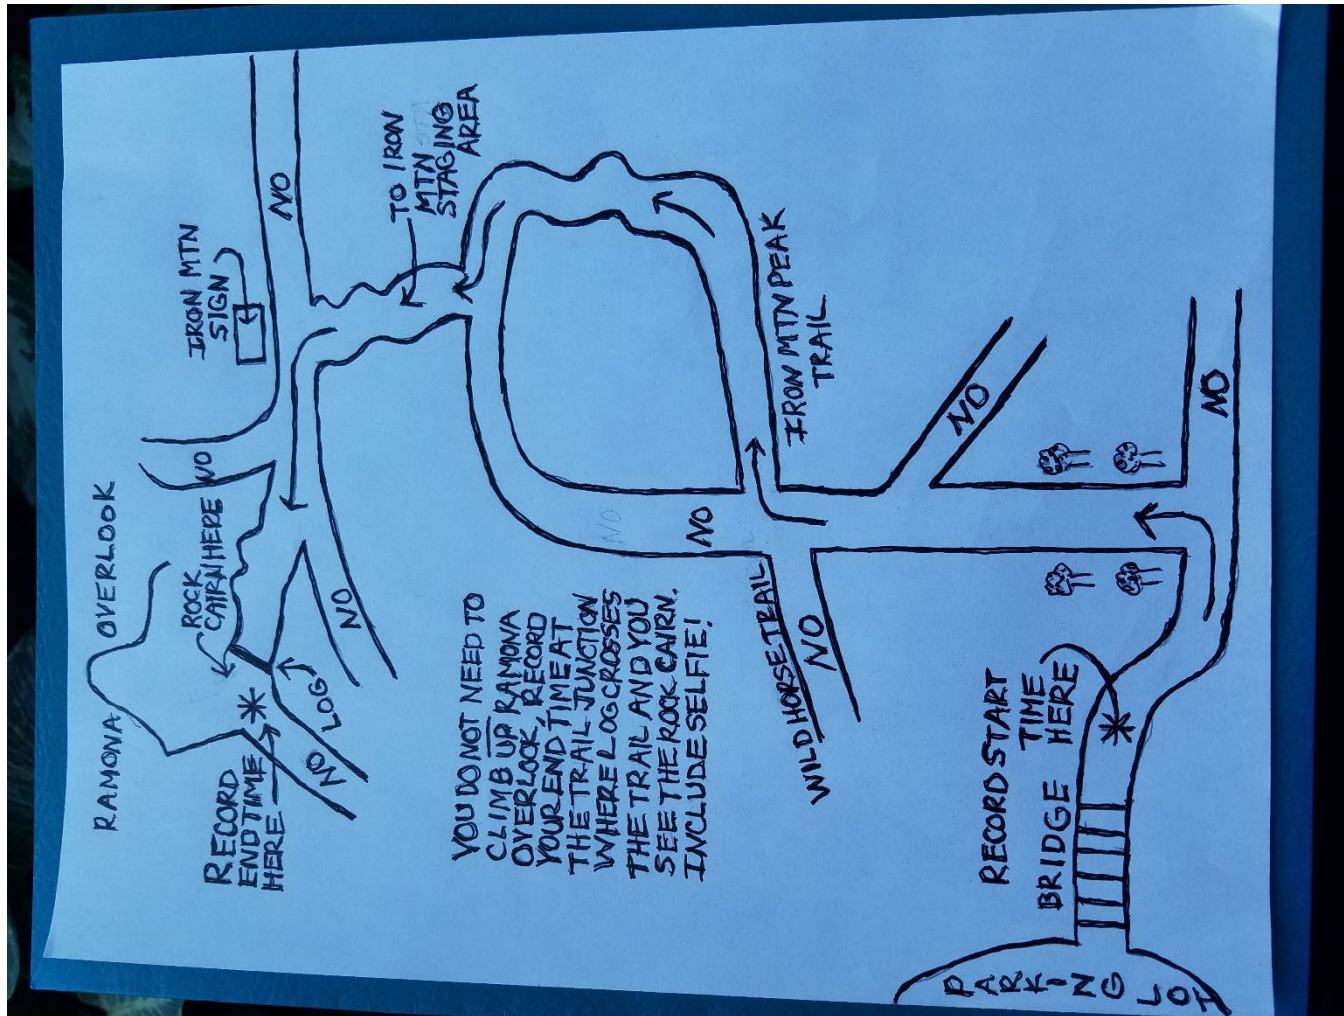 RAMONA OVERLOOK
ROCK
CAIRN HERE
NO
IRON MTN
SIGN
NO
TO IRON
MTN
STAGING
AREA
RECORD
END TIME
HERE
NO
LOG
NO
YOU DO NOT NEED TO
CLIMB UP RAMONA
OVERLOOK, RECORD
YOUR END TIME AT
THE TRAIL JUNCTION
WHERE LOG CROSSES
THE TRAIL AND YOU
SEE THE ROCK CAIRN.
INCLUDE SELFIE!
NO
NO
IRON MTN PEAK
TRAIL
WILD HORSE TRAIL
NO
NO
RECORD START
TIME
HERE
BRIDGE
NO
PARKING LOT